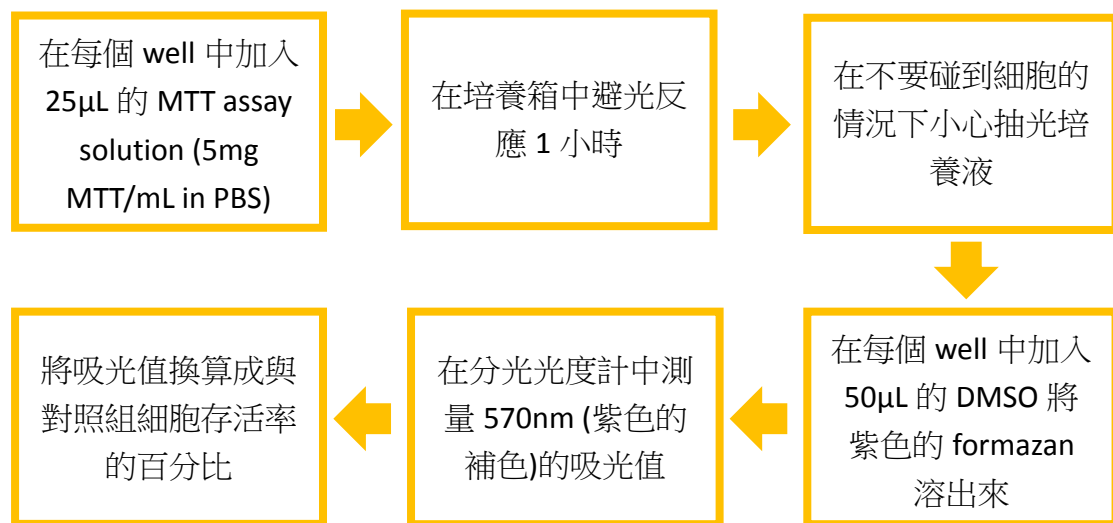 在每個 well 中加入
25μL 的 MTT assay
solution (5mg
MTT/mL in PBS)
在培養箱中避光反
應 1 小時
在不要碰到細胞的
情況下小心抽光培
養液
在每個 well 中加入
50μL 的 DMSO 將
紫色的 formazan
溶出來
在分光光度計中測
量 570nm (紫色的
補色)的吸光值
將吸光值換算成與
對照組細胞存活率
的百分比